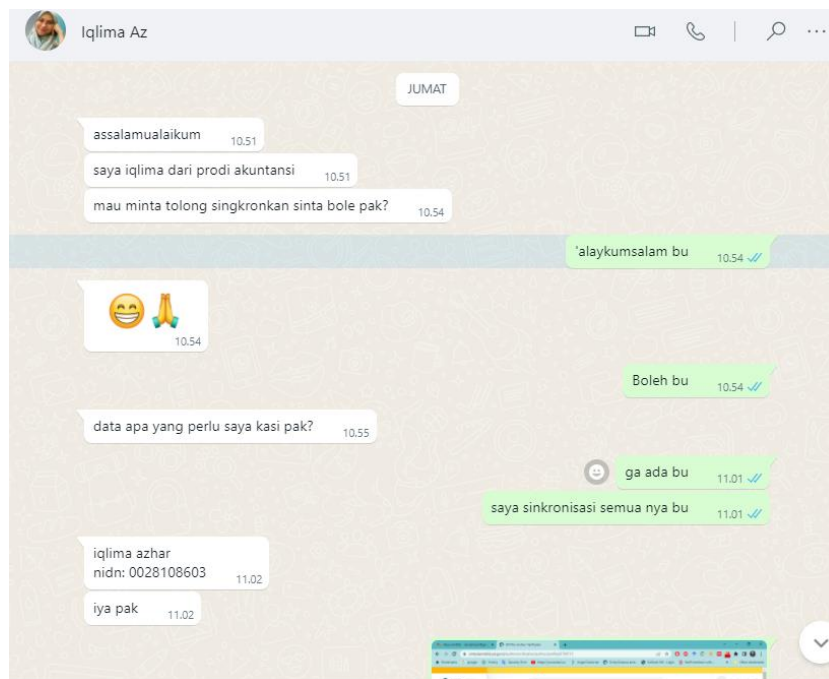 Iqlima Az
JUMAT
assalamualaikum 10.51
saya iqlima dari prodi akuntansi 10.51
mau minta tolong singkronkan sinta bole pak? 10.54
'alaykumsalam bu 10.54
10.54
Boleh bu 10.54
data apa yang perlu saya kasi pak? 10.55
ga ada bu 11.01
saya sinkronisasi semua nya bu 11.01
iqlima azhar
nidn: 0028108603 11.02
iya pak 11.02